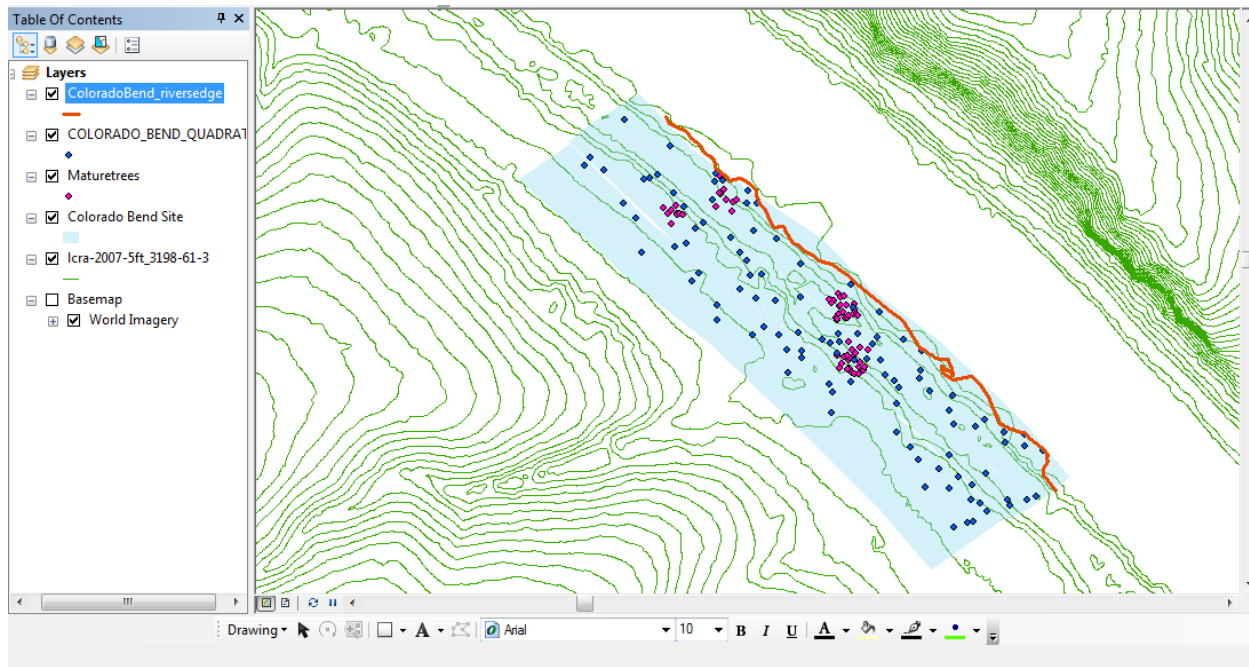 Table Of Contents
Layers
ColoradoBend_riversedge
COLORADO_BEND_QUADRAT
Maturetrees
Colorado Bend Site
lcra-2007-5ft_3198-61-3
Basemap
World Imagery
Drawing
A
Arial
10
B I U A